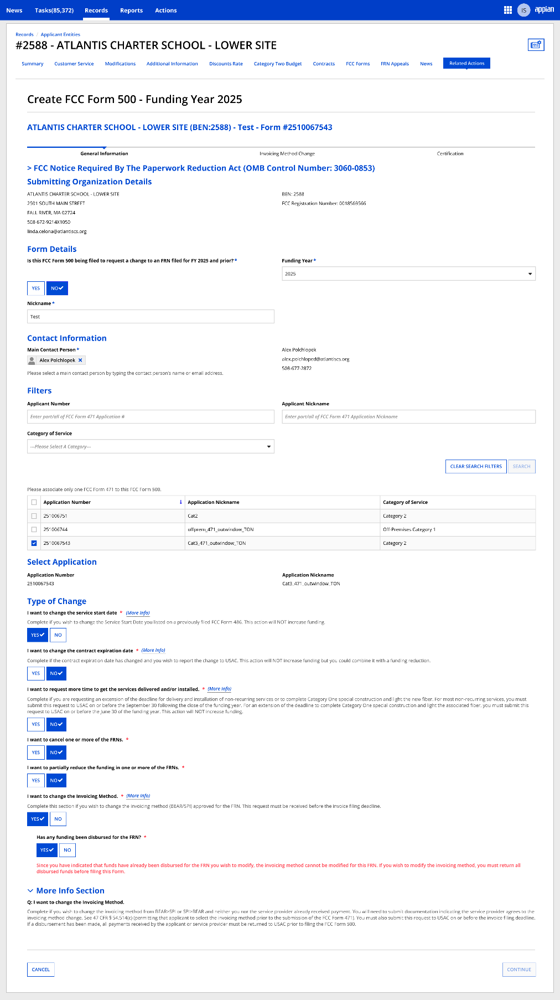 News Tasks(85,372) Records Reports Actions IS appian
Records / Applicant Entities
#2588 - ATLANTIS CHARTER SCHOOL - LOWER SITE
Summary Customer Service Modifications Additional Information Discounts Rate Category Two Budget Contracts FCC Forms FRN Appeals News Related Actions
Create FCC Form 500 - Funding Year 2025
ATLANTIS CHARTER SCHOOL - LOWER SITE (BEN:2588) - Test - Form #2510067543
General Information Invoicing Method Change Certification
> FCC Notice Required By The Paperwork Reduction Act (OMB Control Number: 3060-0853)
Submitting Organization Details
ATLANTIS CHARTER SCHOOL - LOWER SITE BEN: 2588
2501 SOUTH MAIN STREET FCC Registration Number: 0018569566
FALL RIVER, MA 02724
508-672-9214X1050
linda.celona@atlantiscs.org
Form Details
Is this FCC Form 500 being filed to request a change to an FRN filed for FY 2025 and prior? * Funding Year *
2025
YES NO
Nickname *
Test
Contact Information
Main Contact Person * Alex Polchlopek
Alex Polchlopek alex.polchloped@atlantiscs.org
508-677-2872
Please select a main contact person by typing the contact person's name or email address.
Filters
Applicant Number Applicant Nickname
Enter part/all of FCC Form 471 Application # Enter part/all of FCC Form 471 Application Nickname
Category of Service
---Please Select A Category---
CLEAR SEARCH FILTERS SEARCH
Please associate only one FCC Form 471 to this FCC Form 500.
Application Number Application Nickname Category of Service
251006751 Cat2 Category 2
251006744 offprem_471_outwindow_TON Off-Premises Category 1
2510067543 Cat3_471_outwindow_TON Category 2
Select Application
Application Number Application Nickname
2510067543 Cat3_471_outwindow_TON
Type of Change
I want to change the service start date * (More Info)
Complete if you wish to change the Service Start Date you listed on a previously filed FCC Form 486. This action will NOT increase funding.
YES NO
I want to change the contract expiration date * (More Info)
Complete if the contract expiration date has changed and you wish to report the change to USAC. This action will NOT increase funding but you could combine it with a funding reduction.
YES NO
I want to request more time to get the services delivered and/or installed. * (More Info)
Complete if you are requesting an extension of the deadline for delivery and installation of non-recurring services or to complete Category One special construction and light the new fiber. For most non-recurring services, you must
submit this request to USAC on or before the September 30 following the close of the funding year. For an extension of the deadline to complete Category One special construction and light the associated fiber, you must submit this
request to USAC on or before the June 30 of the funding year. This action will NOT increase funding.
YES NO
I want to cancel one or more of the FRNs. *
YES NO
I want to partially reduce the funding in one or more of the FRNs. *
YES NO
I want to change the Invoicing Method. * (More Info)
Complete this section if you wish to change the invoicing method (BEAR/SPI) approved for the FRN. This request must be received before the invoice filing deadline.
YES NO
Has any funding been disbursed for the FRN? *
YES NO
Since you have indicated that funds have already been disbursed for the FRN you wish to modify, the invoicing method cannot be modified for this FRN. If you wish to modify the invoicing method, you must return all
disbursed funds before filing this Form.
More Info Section
Q: I want to change the Invoicing Method.
Complete if you wish to change the invoicing method from BEAR>SPI or SPI>BEAR and neither you nor the service provider already received payment. You will need to submit documentation indicating the service provider agrees to the
invoicing method change. See 47 CFR § 54.514(c) (permitting that applicant to select the invoicing method prior to the submission of the FCC Form 471). You must also submit this request to USAC on or before the invoice filing deadline.
If a disbursement has been made, all payments received by the applicant or service provider must be returned to USAC prior to filing the FCC Form 500.
CANCEL CONTINUE